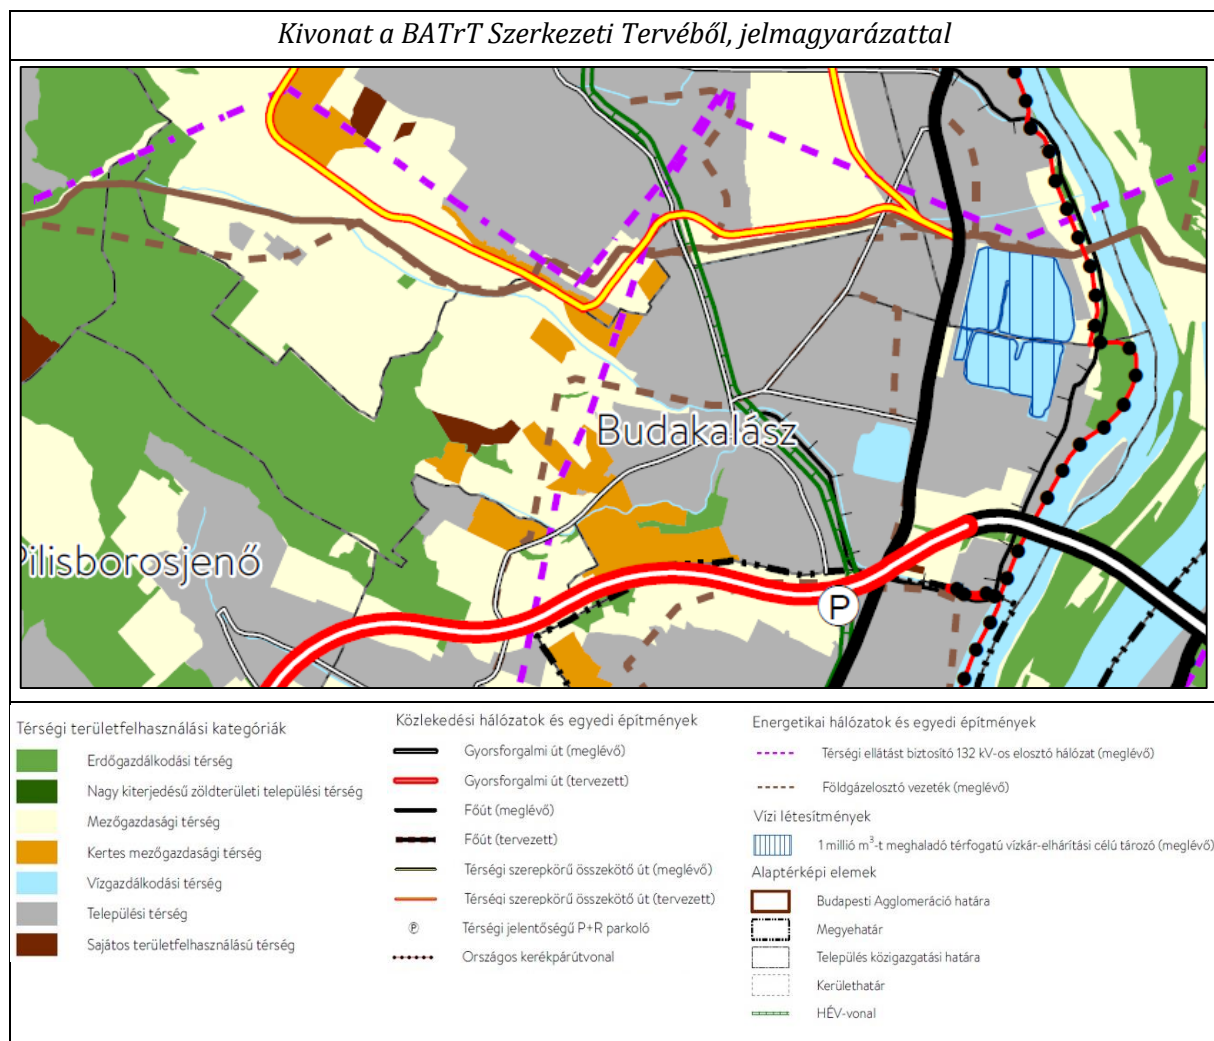 Kivonat a BATrT Szerkezeti Tervéből, jelmagyarázattal
Budakalász
Pilisborosjenő
P
Térségi területfelhasználási kategóriák
Erdőgazdálkodási térség
Nagy kiterjedésű zöldterületi települési térség
Mezőgazdasági térség
Kertes mezőgazdasági térség
Vízgazdálkodási térség
Települési térség
Sajátos területfelhasználású térség
Közlekedési hálózatok és egyedi építmények
Gyorsforgalmi út (meglévő)
Gyorsforgalmi út (tervezett)
Főút (meglévő)
Főút (tervezett)
Térségi szerepkörű összekötő út (meglévő)
Térségi szerepkörű összekötő út (tervezett)
P Térségi jelentőségű P+R parkoló
Országos kerékpárútvonal
Energetikai hálózatok és egyedi építmények
Térségi ellátást biztosító 132 kV-os elosztó hálózat (meglévő)
Földgázelosztó vezeték (meglévő)
Vízi létesítmények
1 millió m³-t meghaladó térfogatú vízkár-elhárítási célú tározó (meglévő)
Alaptérképi elemek
Budapesti Agglomeráció határa
Megyehatár
Település közigazgatási határa
Kerülethatár
HÉV-vonal